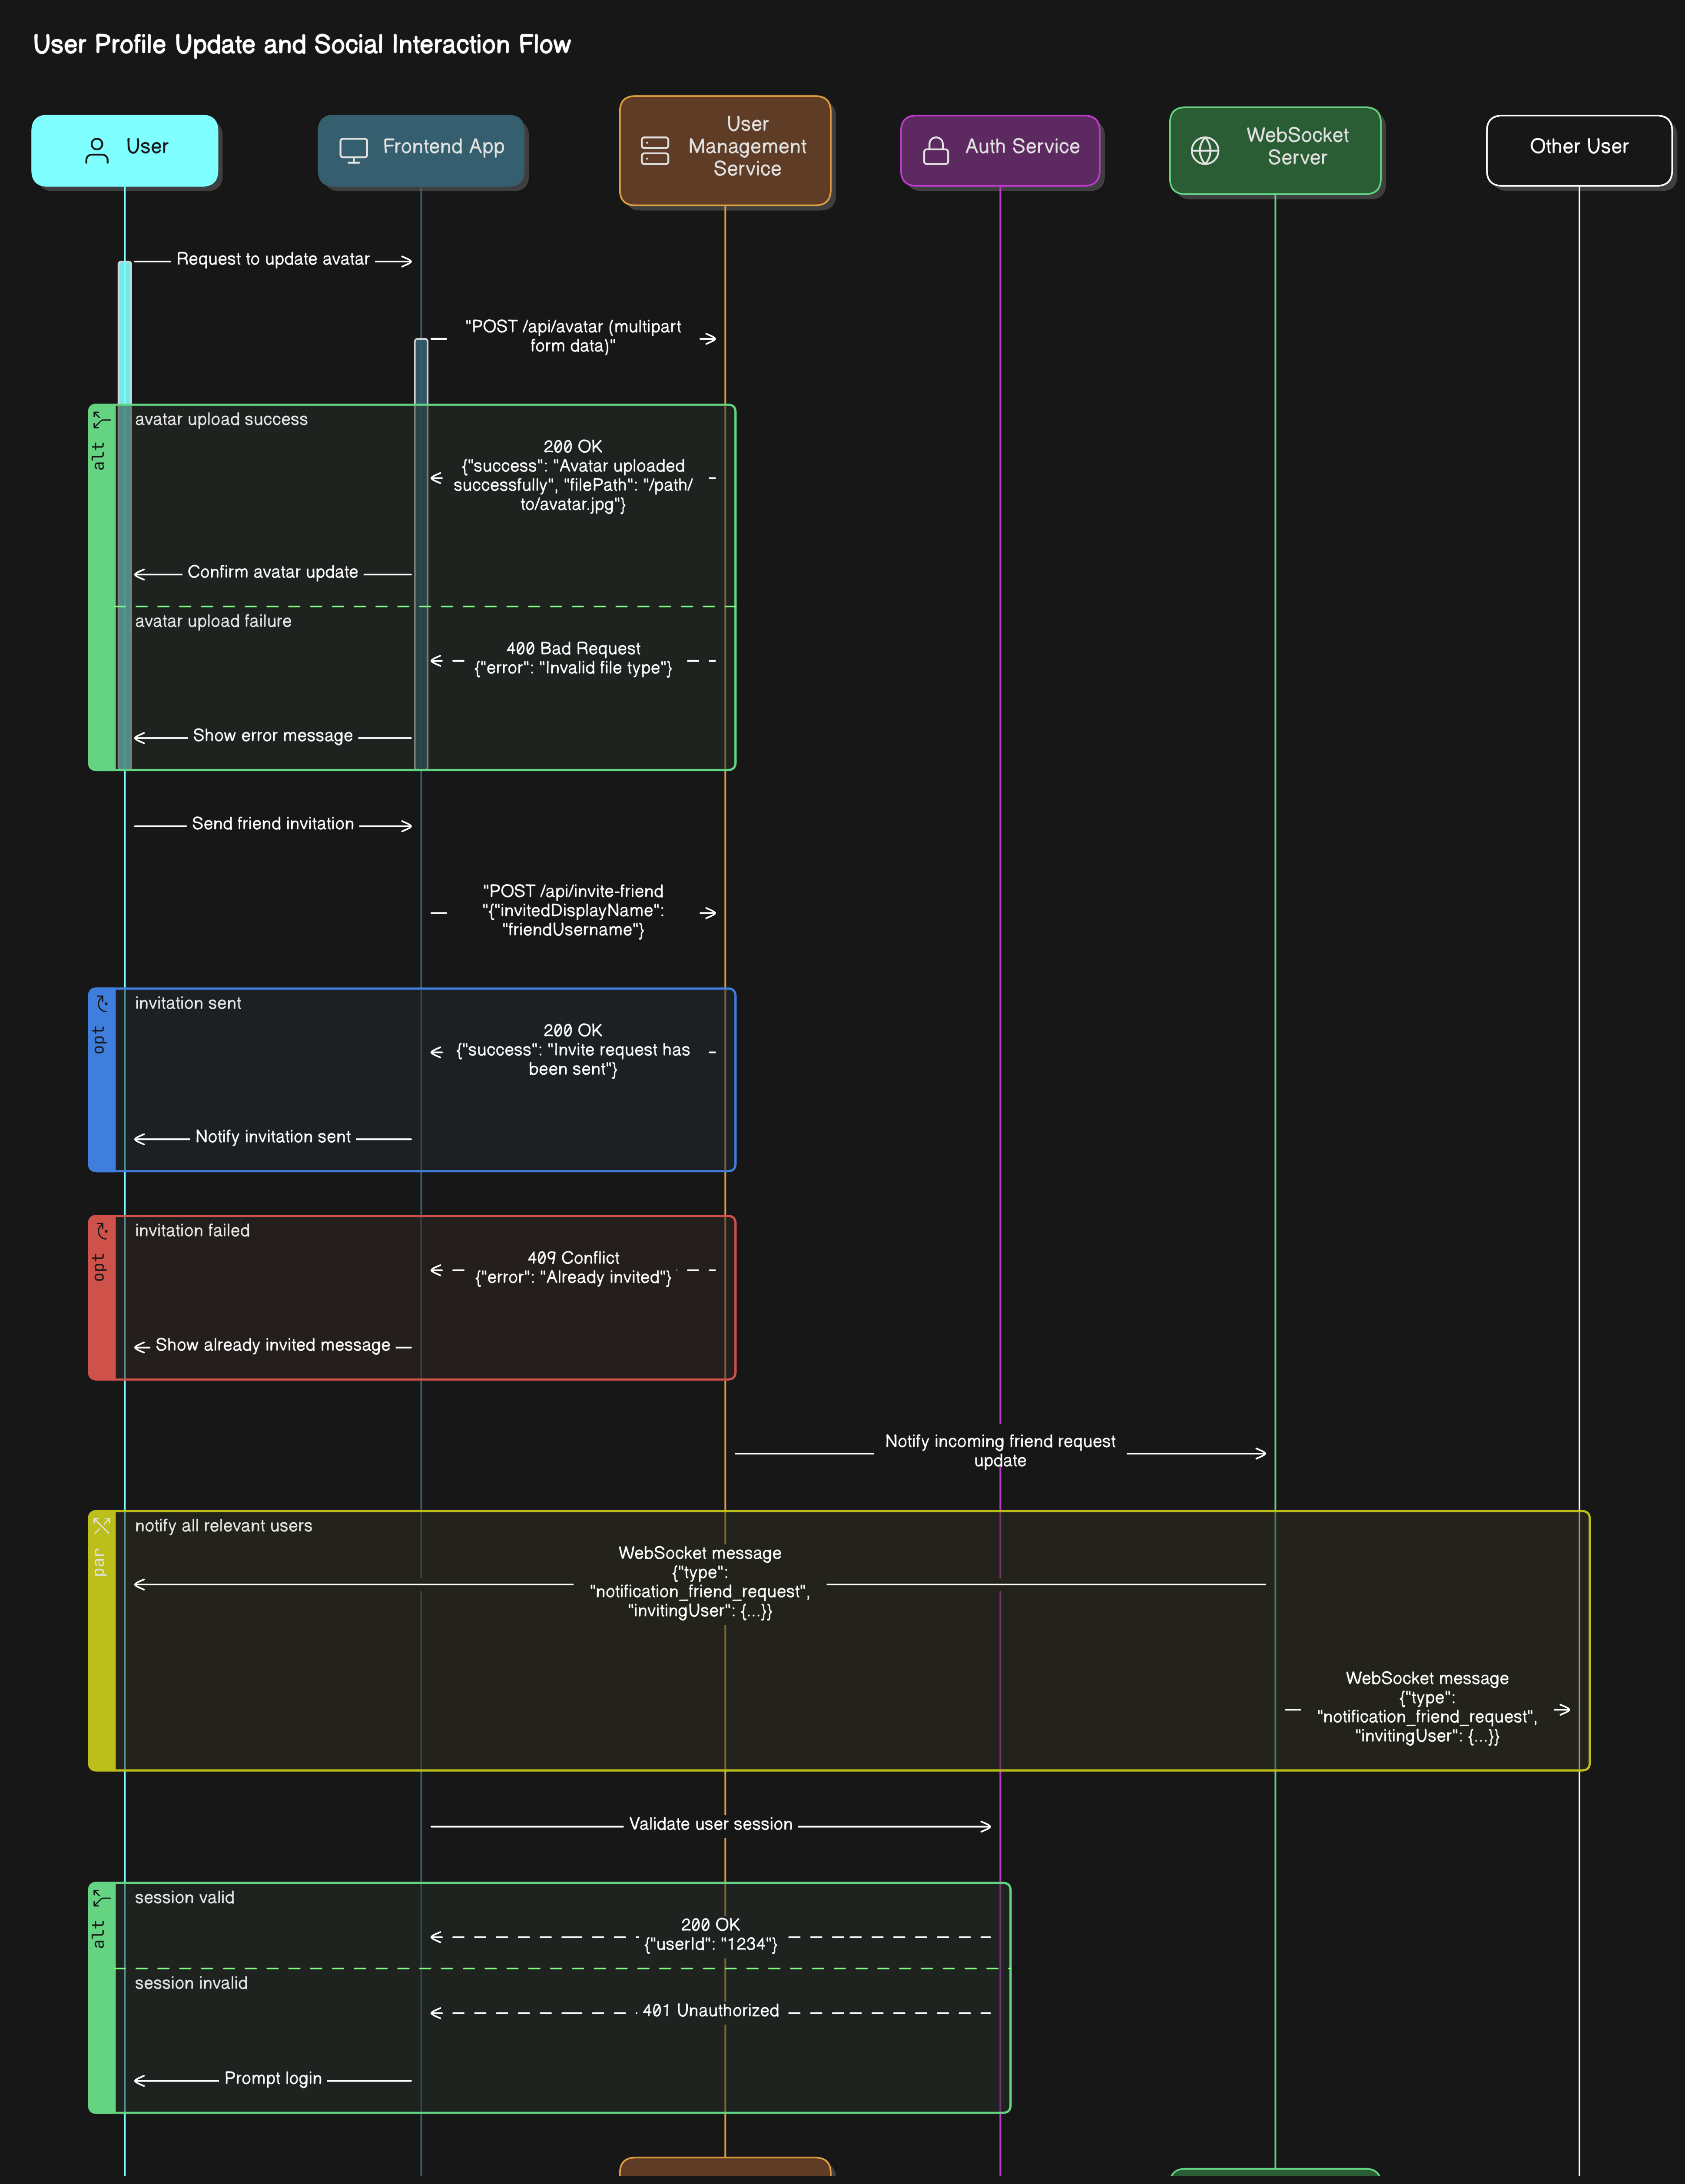 User Profile Update and Social Interaction Flow
User
Frontend App
User
Management
Service
Auth Service
WebSocket
Server
Other User
Request to update avatar
"POST /api/avatar (multipart
form data)"
alt
avatar upload success
200 OK
{"success": "Avatar uploaded
successfully", "filePath": "/path/
to/avatar.jpg"}
Confirm avatar update
avatar upload failure
400 Bad Request
{"error": "Invalid file type"}
Show error message
Send friend invitation
"POST /api/invite-friend
"{"invitedDisplayName":
"friendUsername"}
opt
invitation sent
200 OK
{"success": "Invite request has
been sent"}
Notify invitation sent
opt
invitation failed
409 Conflict
{"error": "Already invited"}
Show already invited message
Notify incoming friend request
update
par
notify all relevant users
WebSocket message
{"type":
"notification_friend_request",
"invitingUser": {...}}
WebSocket message
{"type":
"notification_friend_request",
"invitingUser": {...}}
Validate user session
alt
session valid
200 OK
{"userId": "1234"}
session invalid
401 Unauthorized
Prompt login